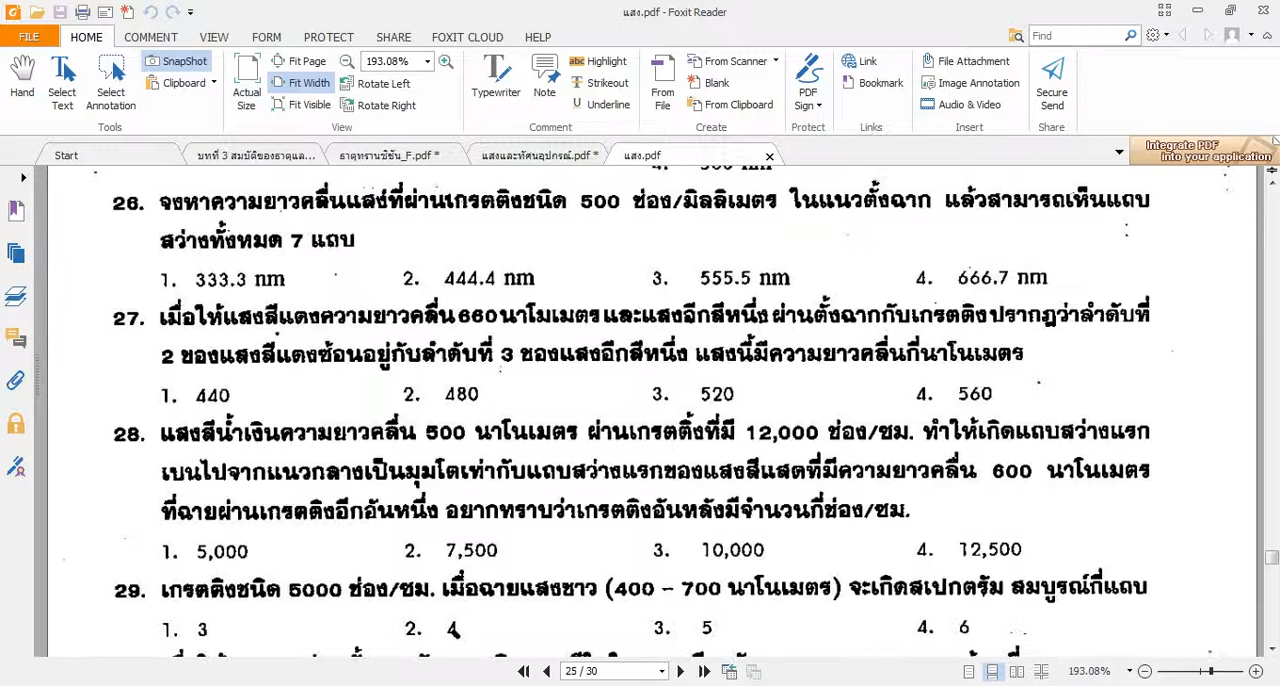 แสง.pdf - Foxit Reader
FILE HOME COMMENT VIEW FORM PROTECT SHARE FOXIT CLOUD HELP
Find
Hand
Select Text
Select Annotation
SnapShot
Clipboard
Tools
Actual Size
Fit Page
Fit Width
Fit Visible
193.08%
Rotate Left
Rotate Right
View
Typewriter
Note
Highlight
Strikeout
Underline
Comment
From File
From Scanner
Blank
From Clipboard
Create
PDF Sign
Protect
Link
Bookmark
Links
File Attachment
Image Annotation
Audio & Video
Insert
Secure Send
Share
Start บทที่ 3 สมบัติของธาตุแล... ธาตุทรานซิชัน_F.pdf * แสงและทัศนอุปกรณ์.pdf * แสง.pdf
Integrate PDF
into your application
26. จงหาความยาวคลื่นแสงที่ผ่านเกรตติงชนิด 500 ช่อง/มิลลิเมตร ในแนวตั้งฉาก แล้วสามารถเห็นแถบ
สว่างทั้งหมด 7 แถบ
1. 333.3 nm 2. 444.4 nm 3. 555.5 nm 4. 666.7 nm
27. เมื่อให้แสงสีแดงความยาวคลื่น 660 นาโมเมตร และแสงอีกสีหนึ่ง ผ่านตั้งฉากกับเกรตติง ปรากฎว่าลำดับที่
2 ของแสงสีแดงซ้อนอยู่กับลำดับที่ 3 ของแสงอีกสีหนึ่ง แสงนี้มีความยาวคลื่นกี่นาโนเมตร
1. 440 2. 480 3. 520 4. 560
28. แสงสีน้ำเงินความยาวคลื่น 500 นาโนเมตร ผ่านเกรตติ้งที่มี 12,000 ช่อง/ซม. ทำให้เกิดแถบสว่างแรก
เบนไปจากแนวกลางเป็นมุมโตเท่ากับแถบสว่างแรกของแสงสีแสดที่มีความยาวคลื่น 600 นาโนเมตร
ที่ฉายผ่านเกรตติงอีกอันหนึ่ง อยากทราบว่าเกรตติงอันหลังมีจำนวนกี่ช่อง/ซม.
1. 5,000 2. 7,500 3. 10,000 4. 12,500
29. เกรตติงชนิด 5000 ช่อง/ซม. เมื่อฉายแสงขาว (400 – 700 นาโนเมตร) จะเกิดสเปกตรัม สมบูรณ์กี่แถบ
1. 3 2. 4 3. 5 4. 6
25 / 30
193.08%